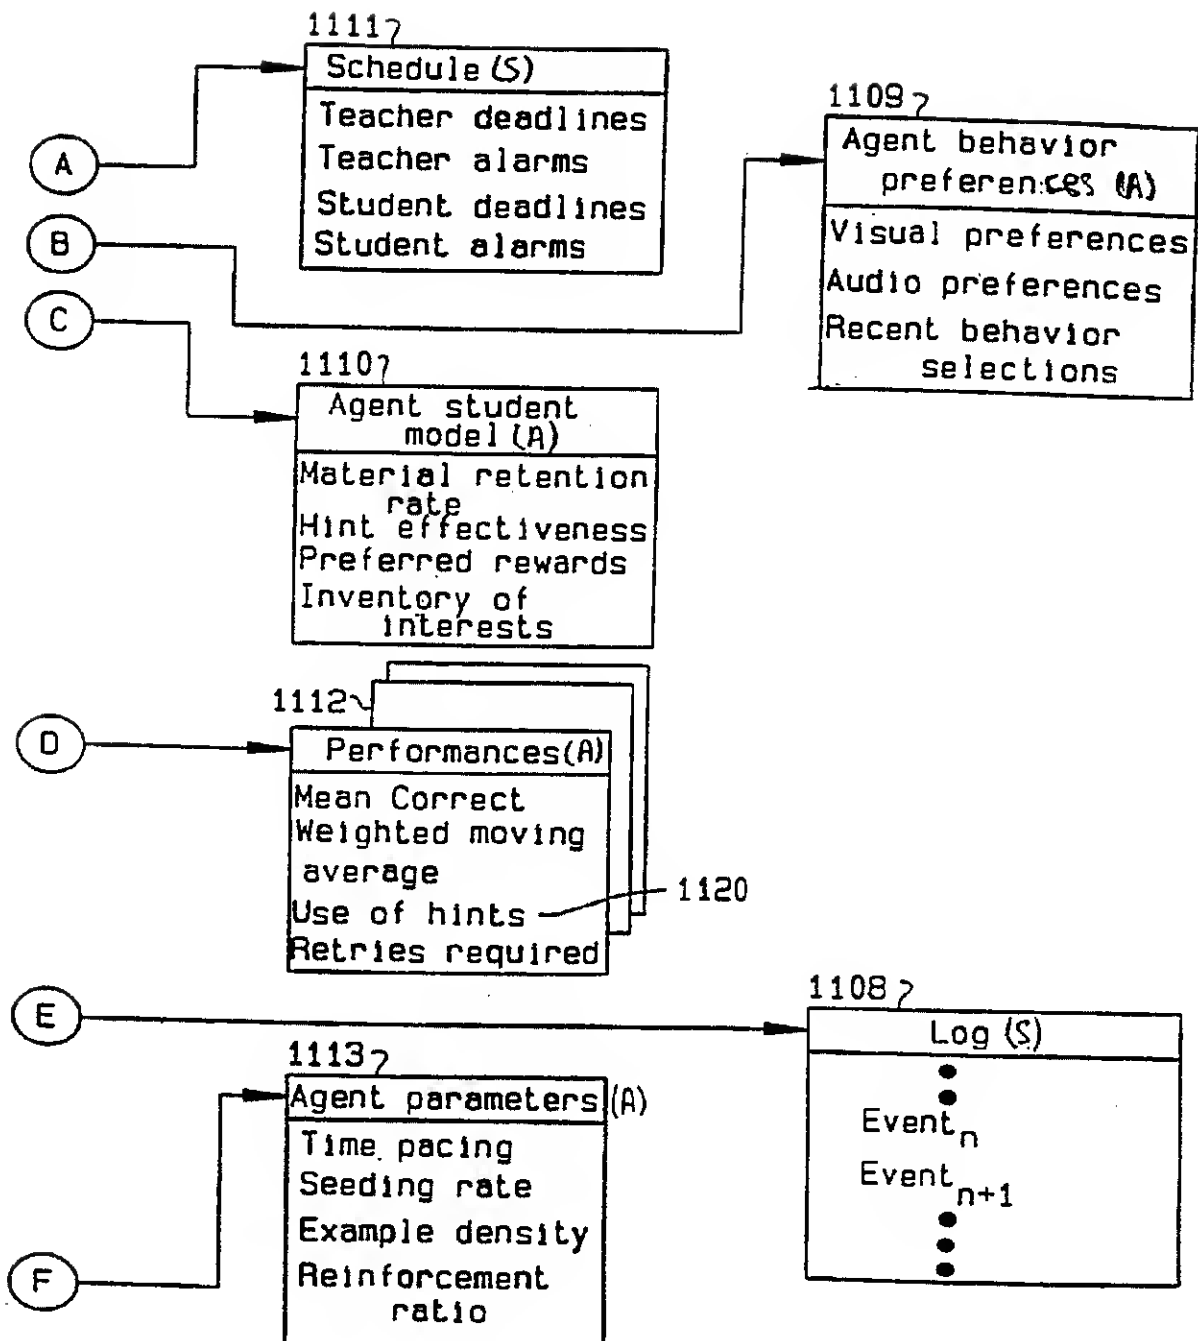 1111
Schedule (S)
Teacher deadlines
Teacher alarms
Student deadlines
Student alarms
A
B
C
1109
Agent behavior
preferences (A)
Visual preferences
Audio preferences
Recent behavior
selections
1110
Agent student
model (A)
Material retention
rate
Hint effectiveness
Preferred rewards
Inventory of
interests
D
1112
Performances (A)
Mean Correct
Weighted moving
average
Use of hints
1120
Retries required
E
1108
Log (S)
Event n
Event n+1
1113
Agent parameters (A)
Time pacing
Seeding rate
Example density
Reinforcement
ratio
F